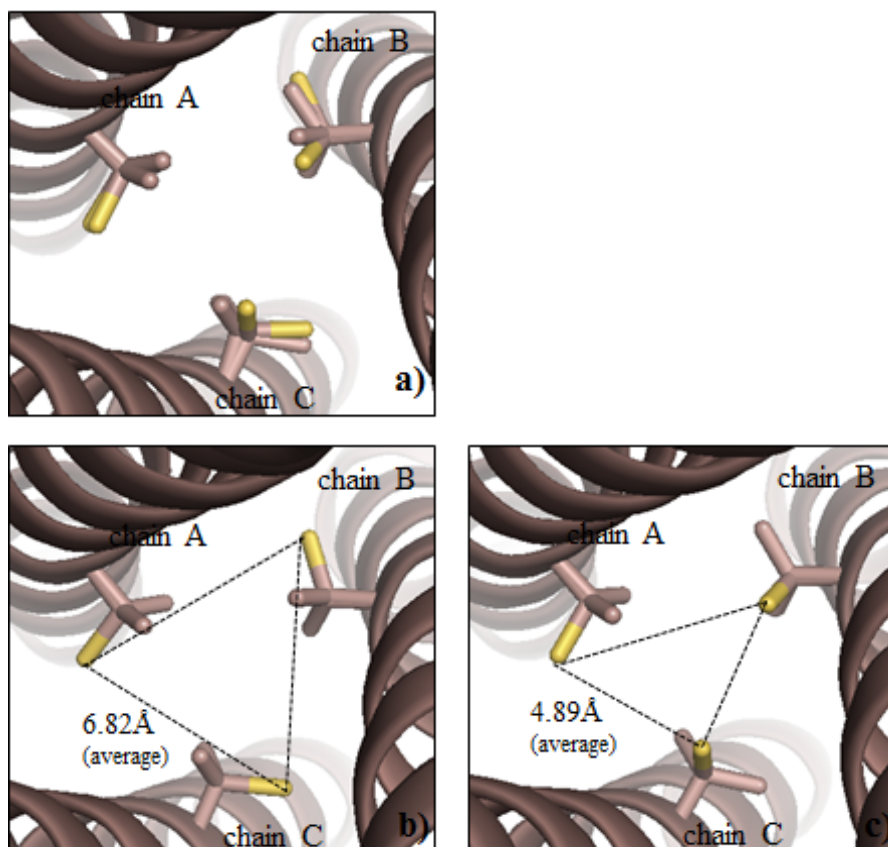 chain B
chain A
chain C
a)
chain B
chain A
6.82Å
(average)
chain C
b)
chain B
chain A
4.89Å
(average)
chain C
c)